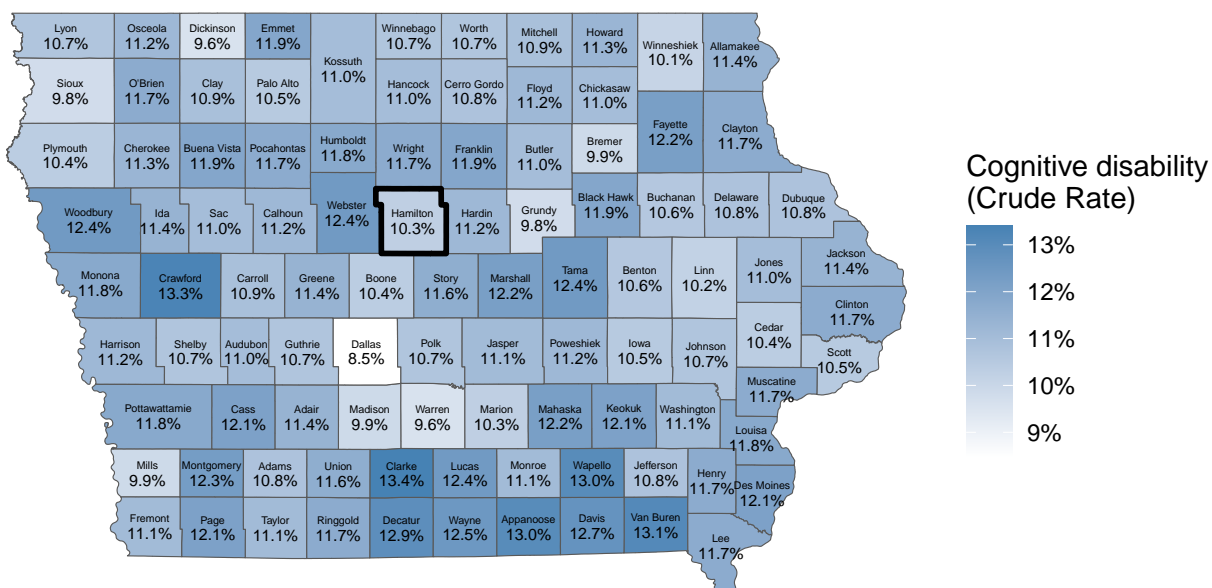 Lyon
10.7%
Osceola
11.2%
Dickinson
9.6%
Emmet
11.9%
Kossuth
11.0%
Winnebago
10.7%
Worth
10.7%
Mitchell
10.9%
Howard
11.3%
Winneshiek
10.1%
Allamakee
11.4%
Sioux
9.8%
O'Brien
11.7%
Clay
10.9%
Palo Alto
10.5%
Hancock
11.0%
Cerro Gordo
10.8%
Floyd
11.2%
Chickasaw
11.0%
Fayette
12.2%
Clayton
11.7%
Plymouth
10.4%
Cherokee
11.3%
Buena Vista
11.9%
Pocahontas
11.7%
Humboldt
11.8%
Wright
11.7%
Franklin
11.9%
Butler
11.0%
Bremer
9.9%
Woodbury
12.4%
Ida
11.4%
Sac
11.0%
Calhoun
11.2%
Webster
12.4%
Hamilton
10.3%
Hardin
11.2%
Grundy
9.8%
Black Hawk
11.9%
Buchanan
10.6%
Delaware
10.8%
Dubuque
10.8%
Monona
11.8%
Crawford
13.3%
Carroll
10.9%
Greene
11.4%
Boone
10.4%
Story
11.6%
Marshall
12.2%
Tama
12.4%
Benton
10.6%
Linn
10.2%
Jones
11.0%
Jackson
11.4%
Clinton
11.7%
Harrison
11.2%
Shelby
10.7%
Audubon
11.0%
Guthrie
10.7%
Dallas
8.5%
Polk
10.7%
Jasper
11.1%
Poweshiek
11.2%
Iowa
10.5%
Johnson
10.7%
Cedar
10.4%
Scott
10.5%
Muscatine
11.7%
Pottawattamie
11.8%
Cass
12.1%
Adair
11.4%
Madison
9.9%
Warren
9.6%
Marion
10.3%
Mahaska
12.2%
Keokuk
12.1%
Washington
11.1%
Louisa
11.8%
Mills
9.9%
Montgomery
12.3%
Adams
10.8%
Union
11.6%
Clarke
13.4%
Lucas
12.4%
Monroe
11.1%
Wapello
13.0%
Jefferson
10.8%
Henry
11.7%
Des Moines
12.1%
Fremont
11.1%
Page
12.1%
Taylor
11.1%
Ringgold
11.7%
Decatur
12.9%
Wayne
12.5%
Appanoose
13.0%
Davis
12.7%
Van Buren
13.1%
Lee
11.7%
Cognitive disability
(Crude Rate)
13%
12%
11%
10%
9%